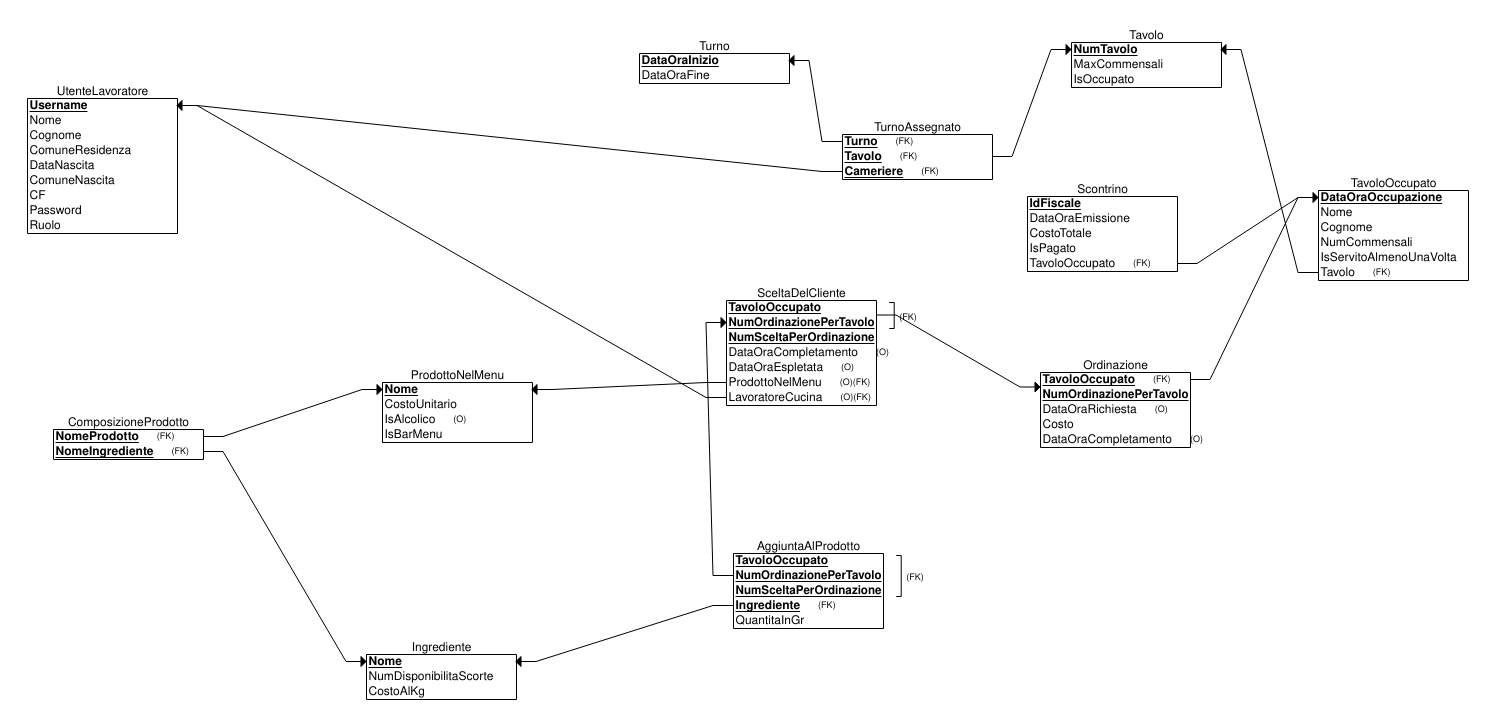 Turno
DataOraInizio
DataOraFine
Tavolo
NumTavolo
MaxCommensali
IsOccupato
UtenteLavoratore
Username
Nome
Cognome
ComuneResidenza
DataNascita
ComuneNascita
CF
Password
Ruolo
TurnoAssegnato
Turno (FK)
Tavolo (FK)
Cameriere (FK)
Scontrino
IdFiscale
DataOraEmissione
CostoTotale
IsPagato
TavoloOccupato (FK)
TavoloOccupato
DataOraOccupazione
Nome
Cognome
NumCommensali
IsServitoAlmenoUnaVolta
Tavolo (FK)
SceltaDelCliente
TavoloOccupato
NumOrdinazionePerTavolo (FK)
NumSceltaPerOrdinazione
DataOraCompletamento (O)
DataOraEspletata (O)
ProdottoNelMenu (O)(FK)
LavoratoreCucina (O)(FK)
Ordinazione
TavoloOccupato (FK)
NumOrdinazionePerTavolo
DataOraRichiesta (O)
Costo
DataOraCompletamento (O)
ProdottoNelMenu
Nome
CostoUnitario
IsAlcolico (O)
IsBarMenu
ComposizioneProdotto
NomeProdotto (FK)
NomeIngrediente (FK)
AggiuntaAlProdotto
TavoloOccupato
NumOrdinazionePerTavolo (FK)
NumSceltaPerOrdinazione
Ingrediente (FK)
QuantitaInGr
Ingrediente
Nome
NumDisponibilitaScorte
CostoAlKg